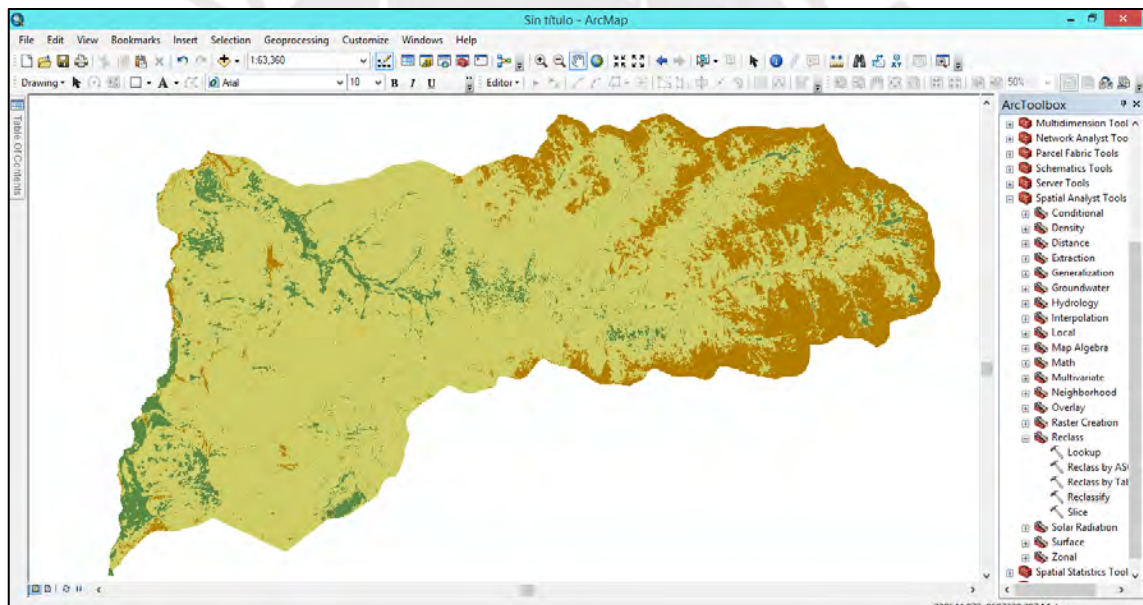 Sin título - ArcMap
File Edit View Bookmarks Insert Selection Geoprocessing Customize Windows Help
1:63,360
Drawing A Arial 10 B I U Editor 50%
Table Of Contents
ArcToolbox
Multidimension Tool
Network Analyst Too
Parcel Fabric Tools
Schematics Tools
Server Tools
Spatial Analyst Tools
Conditional
Density
Distance
Extraction
Generalization
Groundwater
Hydrology
Interpolation
Local
Map Algebra
Math
Multivariate
Neighborhood
Overlay
Raster Creation
Reclass
Lookup
Reclass by AS
Reclass by Tal
Reclassify
Slice
Solar Radiation
Surface
Zonal
Spatial Statistics Tool